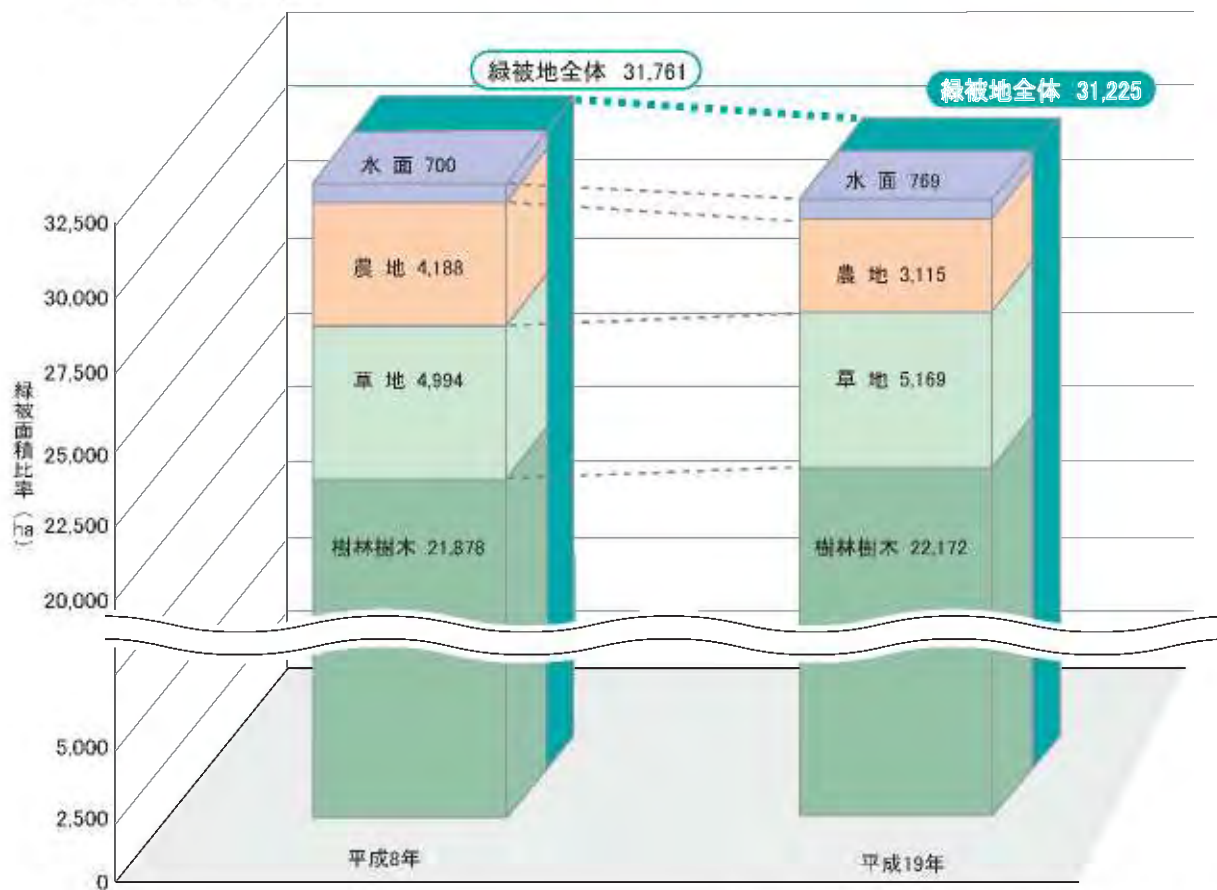 緑被地全体 31,761
緑被地全体 31,225
水面 700
水面 769
農地 4,188
農地 3,115
草地 4,994
草地 5,169
樹林樹木 21,878
樹林樹木 22,172
緑被面積比率（ha）
32,500
30,000
27,500
25,000
22,500
20,000
5,000
2,500
0
平成8年
平成19年